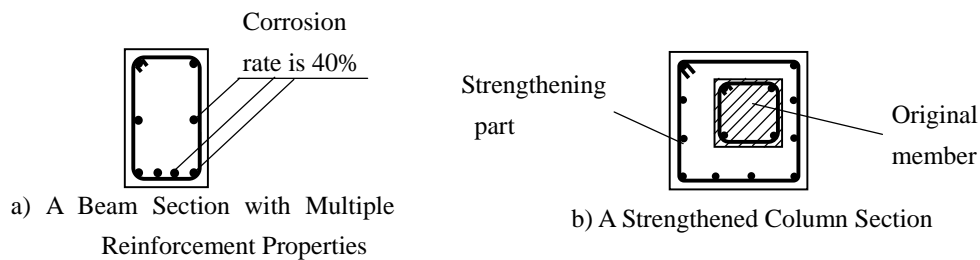 Corrosion
rate is 40%
a) A Beam Section with Multiple
Reinforcement Properties
Strengthening
part
Original
member
b) A Strengthened Column Section